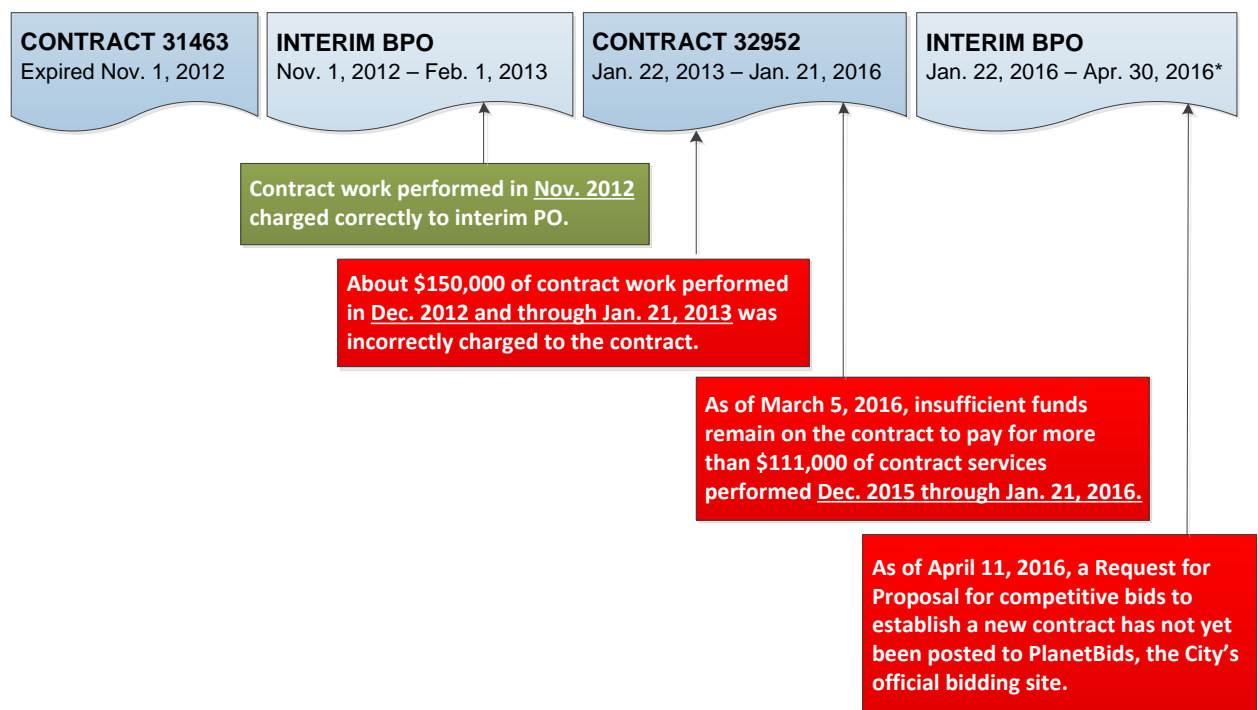 CONTRACT 31463
Expired Nov. 1, 2012
INTERIM BPO
Nov. 1, 2012 – Feb. 1, 2013
CONTRACT 32952
Jan. 22, 2013 – Jan. 21, 2016
INTERIM BPO
Jan. 22, 2016 – Apr. 30, 2016*
Contract work performed in Nov. 2012
charged correctly to interim PO.
About $150,000 of contract work performed
in Dec. 2012 and through Jan. 21, 2013 was
incorrectly charged to the contract.
As of March 5, 2016, insufficient funds
remain on the contract to pay for more
than $111,000 of contract services
performed Dec. 2015 through Jan. 21, 2016.
As of April 11, 2016, a Request for
Proposal for competitive bids to
establish a new contract has not yet
been posted to PlanetBids, the City’s
official bidding site.